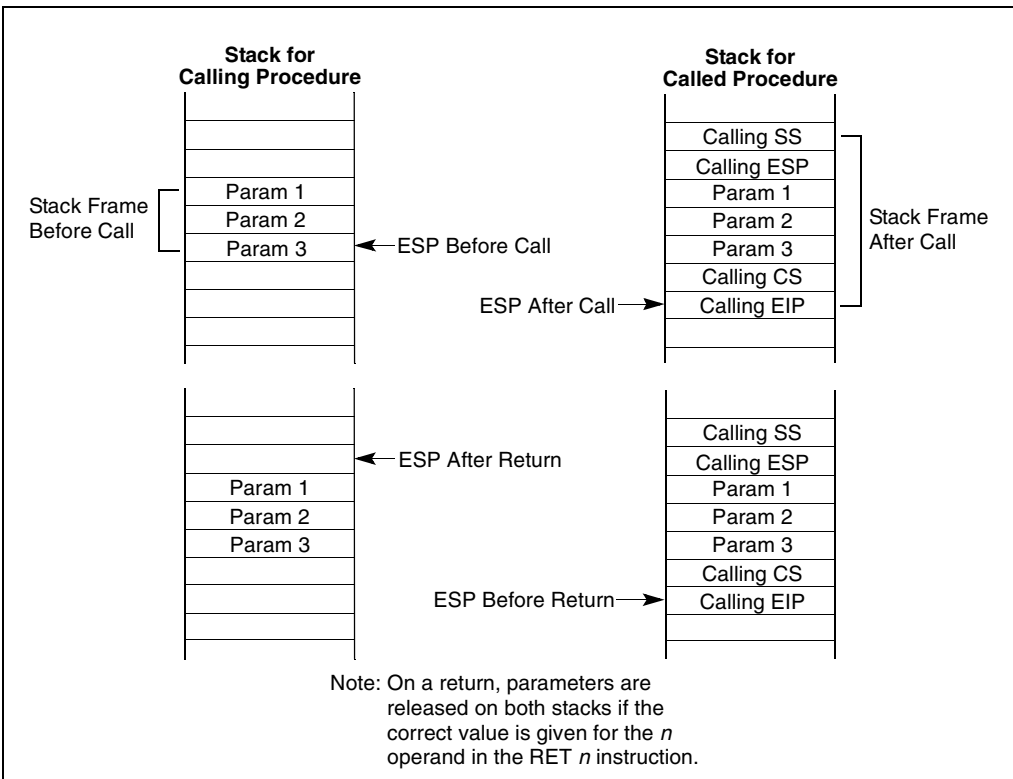 Stack for
Calling Procedure
Stack for
Called Procedure
Stack Frame
Before Call
Param 1
Param 2
Param 3
ESP Before Call
ESP After Call
Calling SS
Calling ESP
Param 1
Param 2
Param 3
Calling CS
Calling EIP
Stack Frame
After Call
ESP After Return
Param 1
Param 2
Param 3
ESP Before Return
Calling SS
Calling ESP
Param 1
Param 2
Param 3
Calling CS
Calling EIP
Note: On a return, parameters are
released on both stacks if the
correct value is given for the n
operand in the RET n instruction.